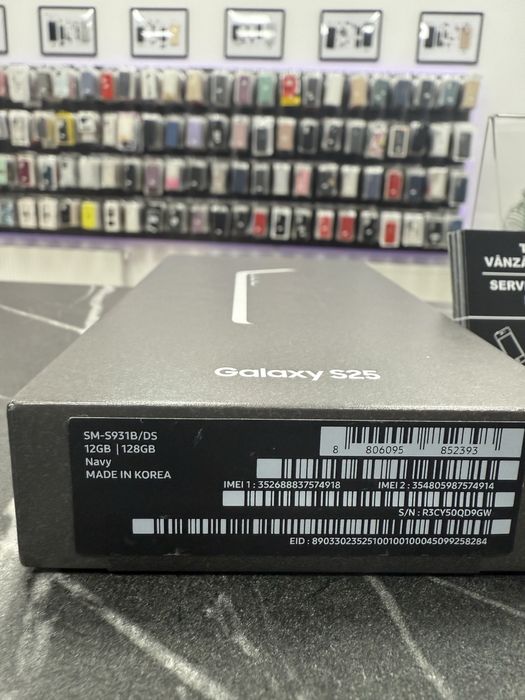 VÂNZĂ
SERV
Galaxy S25
SM-S931B/DS
12GB | 128GB
Navy
MADE IN KOREA
8 806095 852393
IMEI 1 : 352688837574918 IMEI 2 : 354805987574914
S/N : R3CY50QD9GW
EID : 89033023525100100100045099258284